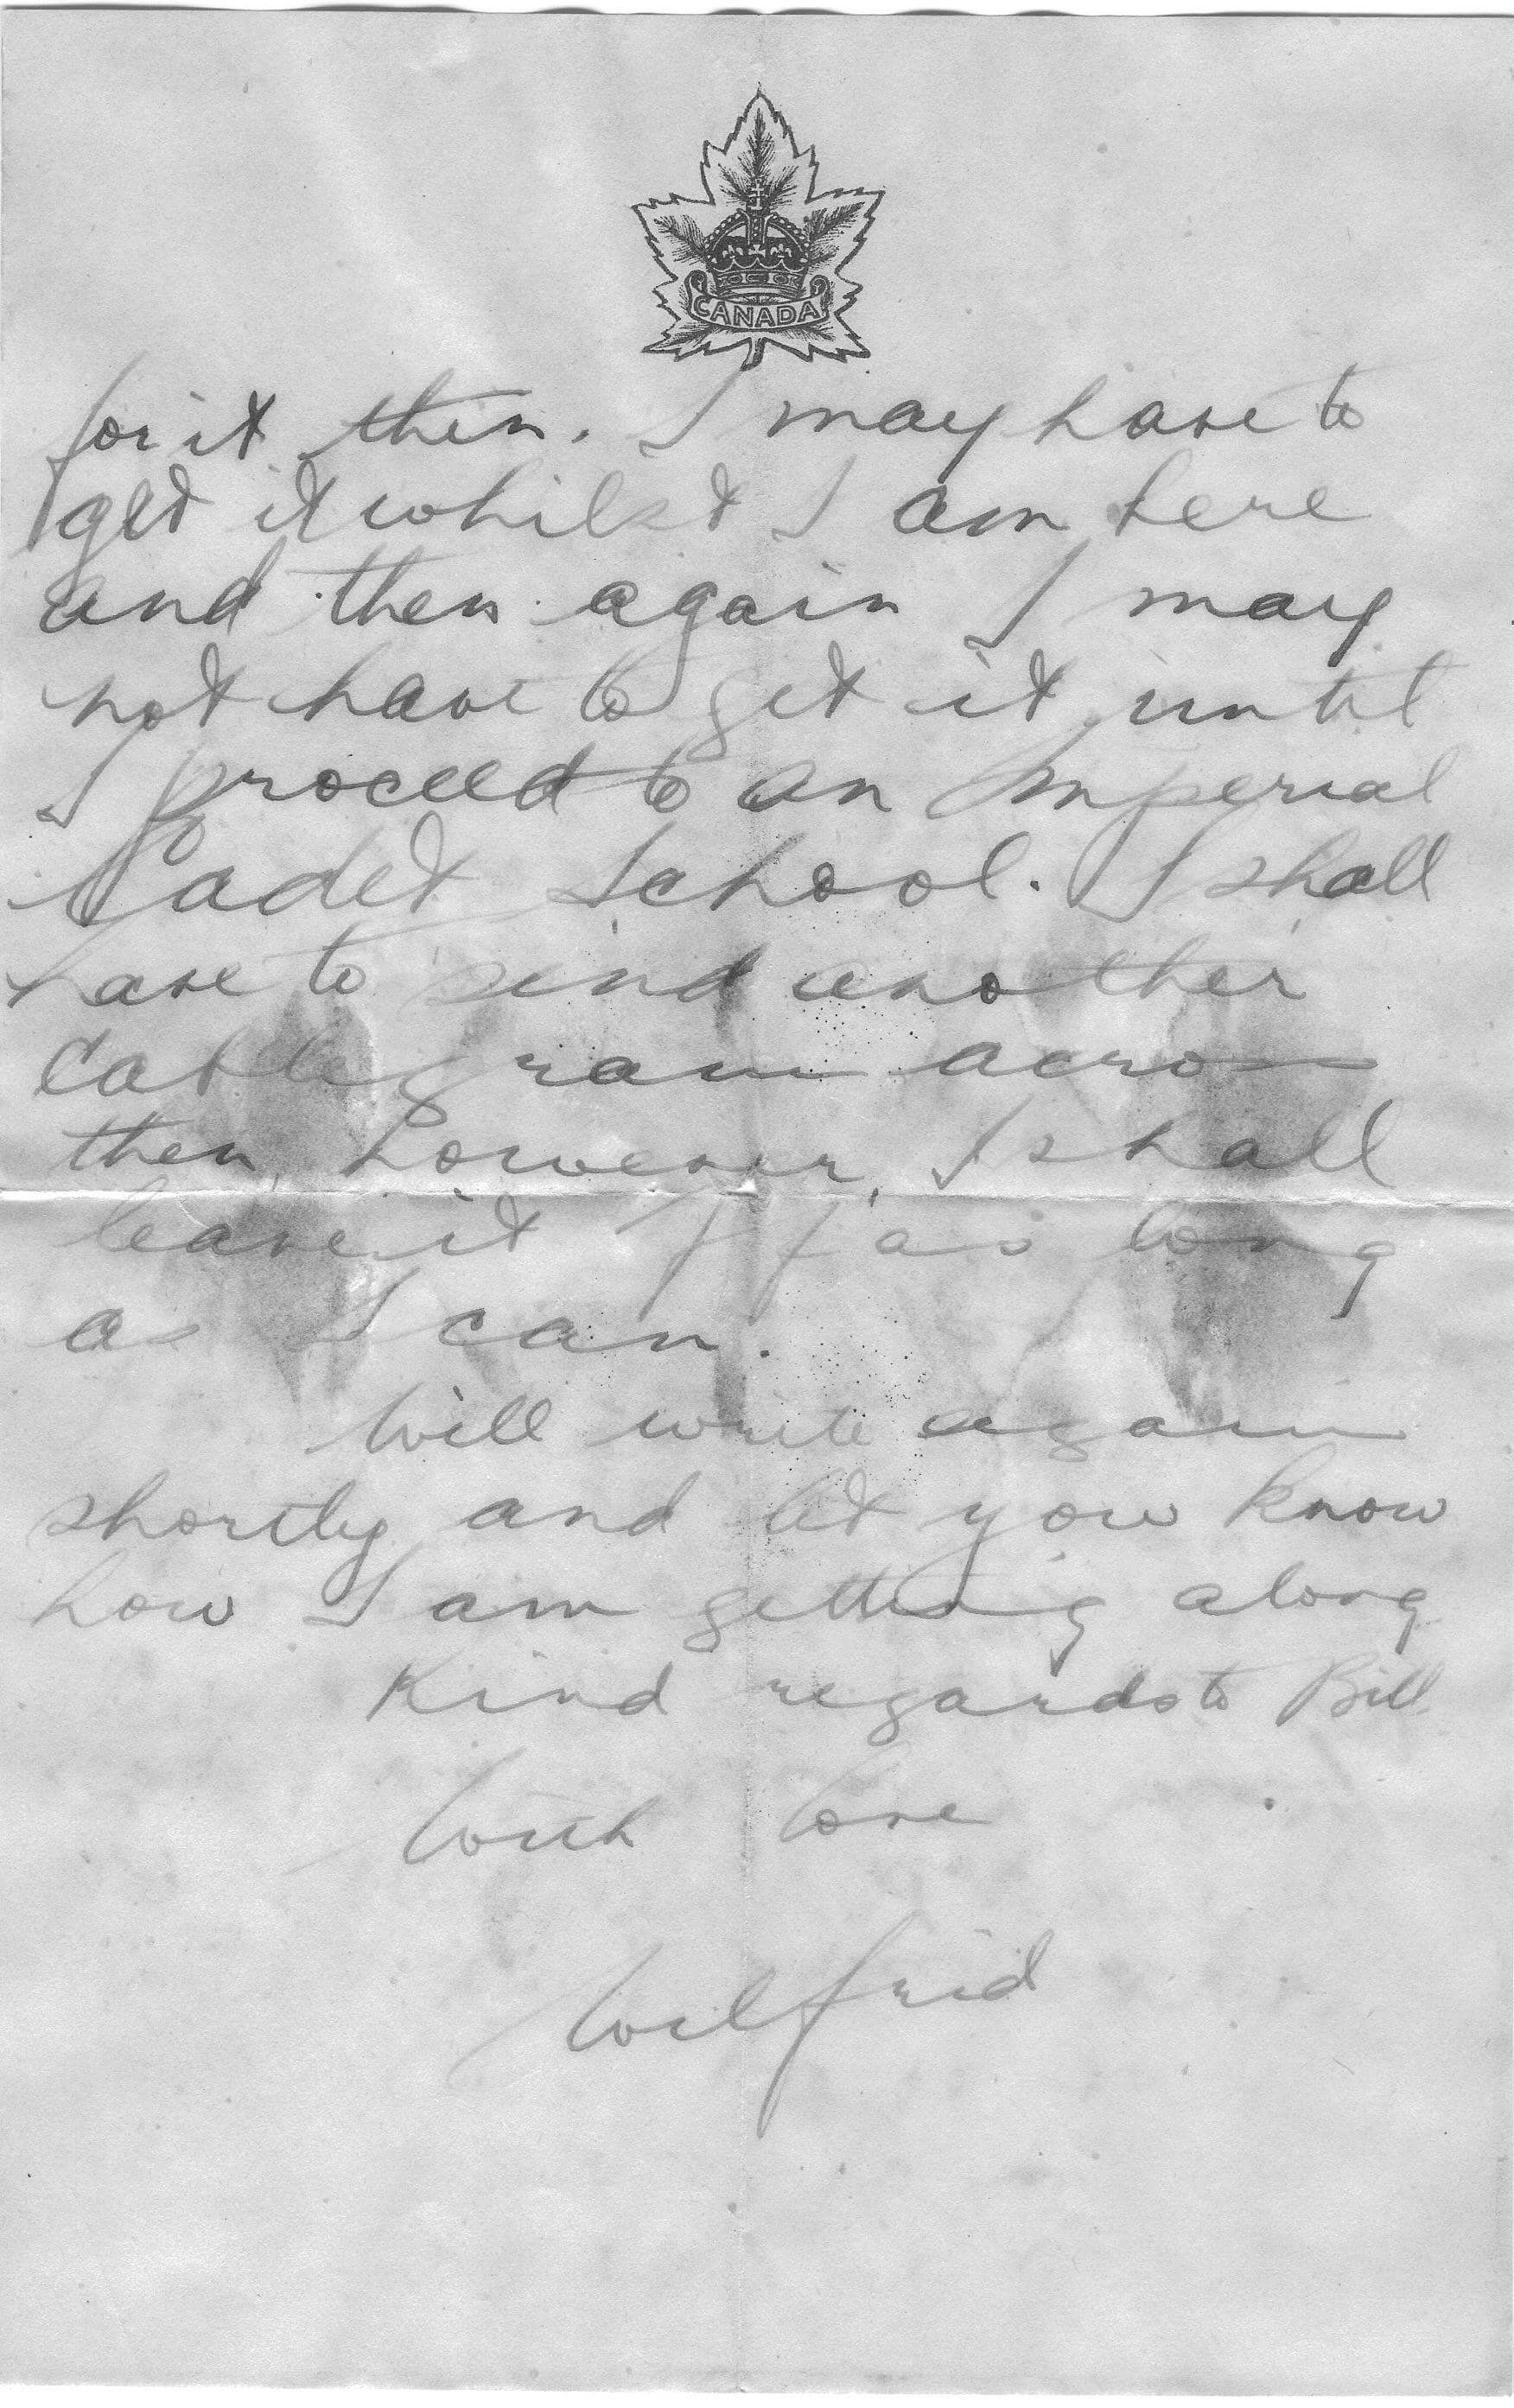 CANADA
for it then. I may have to
get it whilst I am here
and then again I may
not have to get it until
I proceed to an Imperial
Cadet School. I shall
have to send another
Cablegram across
then, however, I shall
leave it off as long
as I can.
Will write again
shortly and let you know
how I am getting along
Kind regards to Bill.
With love
Wilfrid